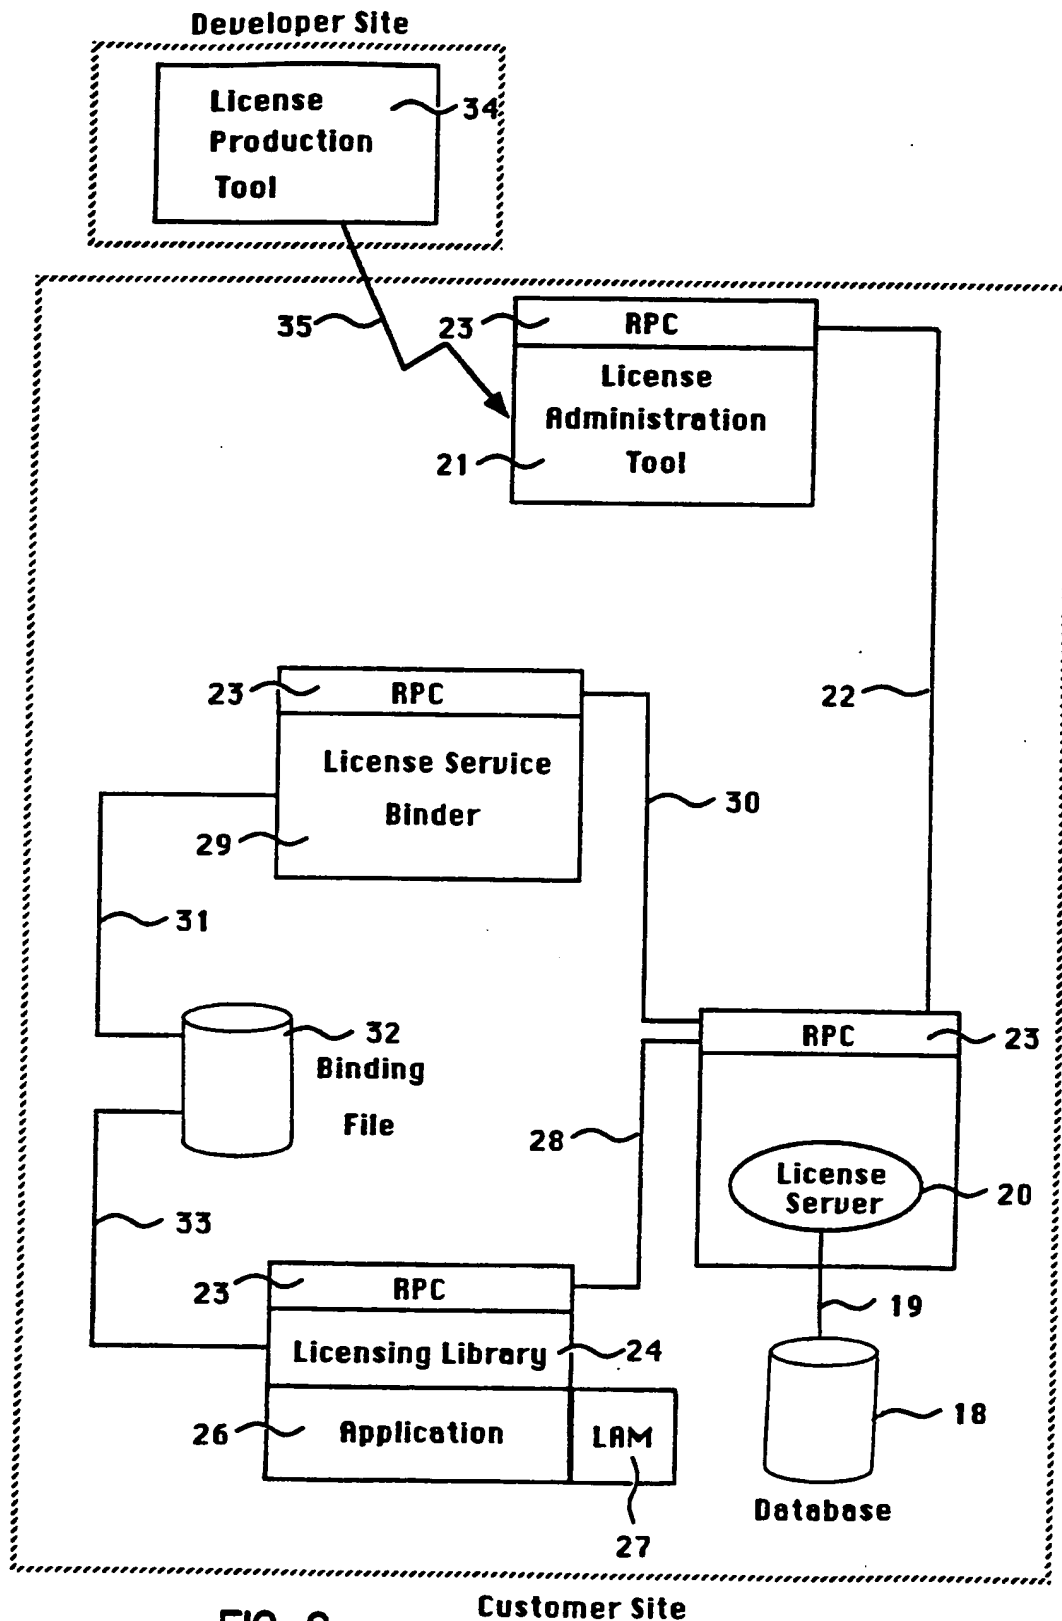 Developer Site
License
Production
Tool
34
35
23
RPC
License
Administration
Tool
21
22
23
RPC
License Service
Binder
29
30
31
32
Binding
File
RPC
23
28
License
Server
20
33
19
23
RPC
Licensing Library
24
26
Application
LAM
27
18
Database
Customer Site